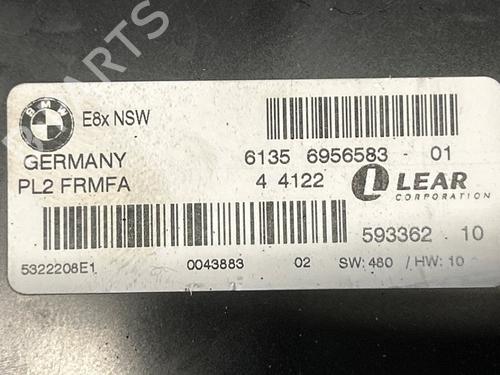 PARTS
BMW
E8x NSW
GERMANY
6135 6956583 - 01
PL2 FRMFA
4 4122
LEAR
CORPORATION
593362 10
5322208E1 0043883 02 SW: 480 / HW: 10